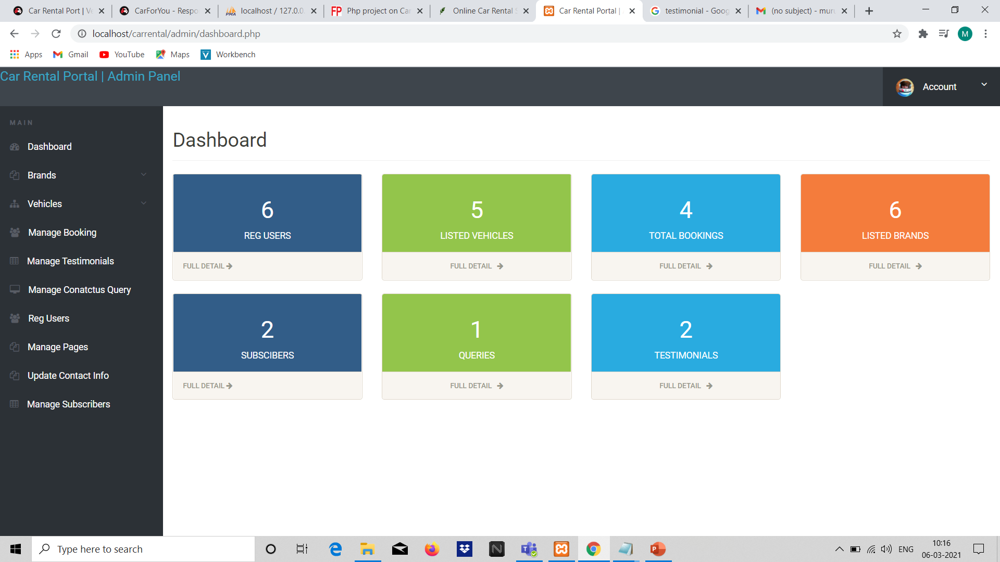 Car Rental Port | Ve
CarForYou - Respo
PMA
localhost / 127.0.0.
FP Php project on Car
Online Car Rental S
Car Rental Portal |
testimonial - Goog
(no subject) - muru
localhost/carrental/admin/dashboard.php
M
Apps
Gmail
YouTube
Maps
Workbench
Car Rental Portal | Admin Panel
Account
MAIN
Dashboard
Brands
Vehicles
Manage Booking
Manage Testimonials
Manage Conatctus Query
Reg Users
Manage Pages
Update Contact Info
Manage Subscribers
Dashboard
6
REG USERS
FULL DETAIL
5
LISTED VEHICLES
FULL DETAIL
4
TOTAL BOOKINGS
FULL DETAIL
6
LISTED BRANDS
FULL DETAIL
2
SUBSCIBERS
FULL DETAIL
1
QUERIES
FULL DETAIL
2
TESTIMONIALS
FULL DETAIL
Type here to search
ENG
10:16
06-03-2021